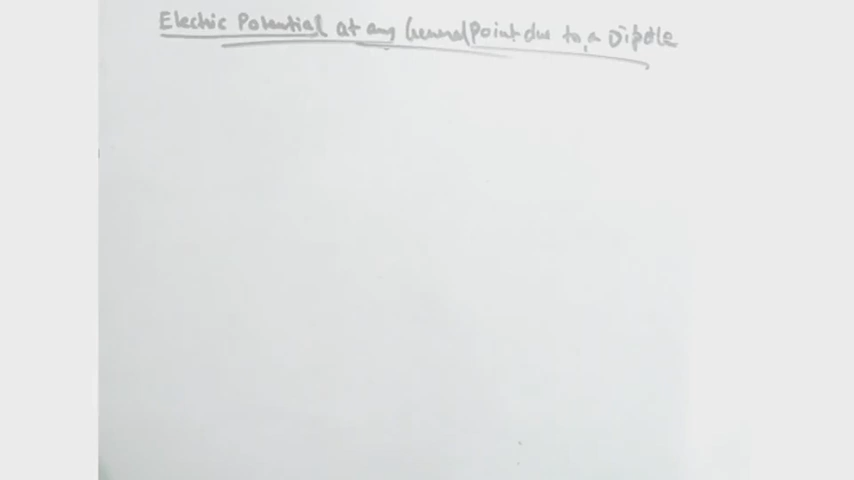 Electric Potential at any General Point due to a Dipole